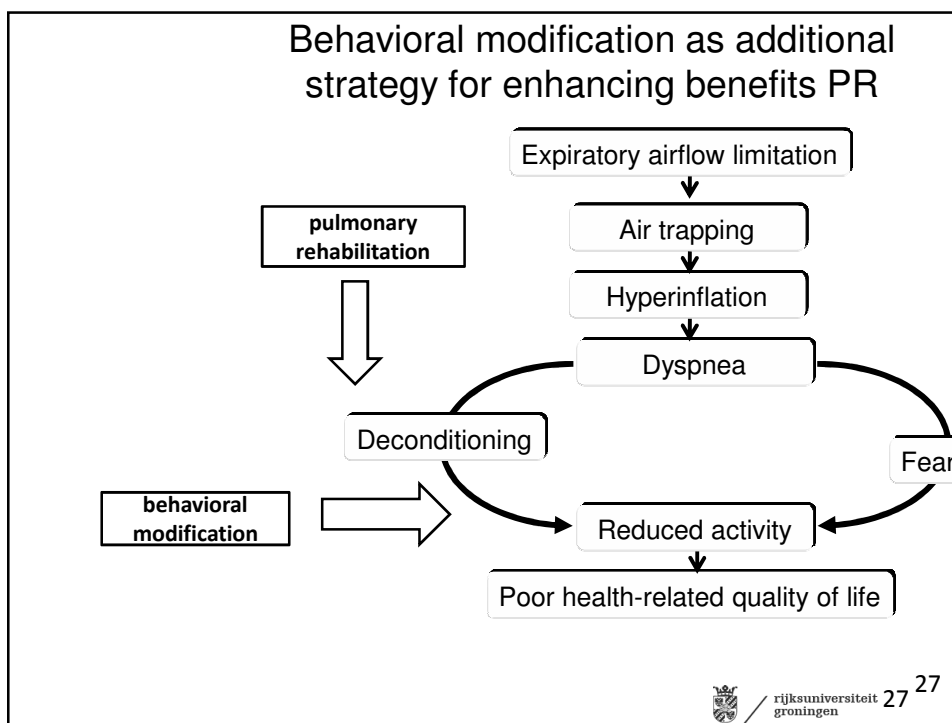 Behavioral modification as additional
strategy for enhancing benefits PR
Expiratory airflow limitation
pulmonary
rehabilitation
Air trapping
Hyperinflation
Dyspnea
Deconditioning
Fear
behavioral
modification
Reduced activity
Poor health-related quality of life
rijksuniversiteit
groningen
27
27